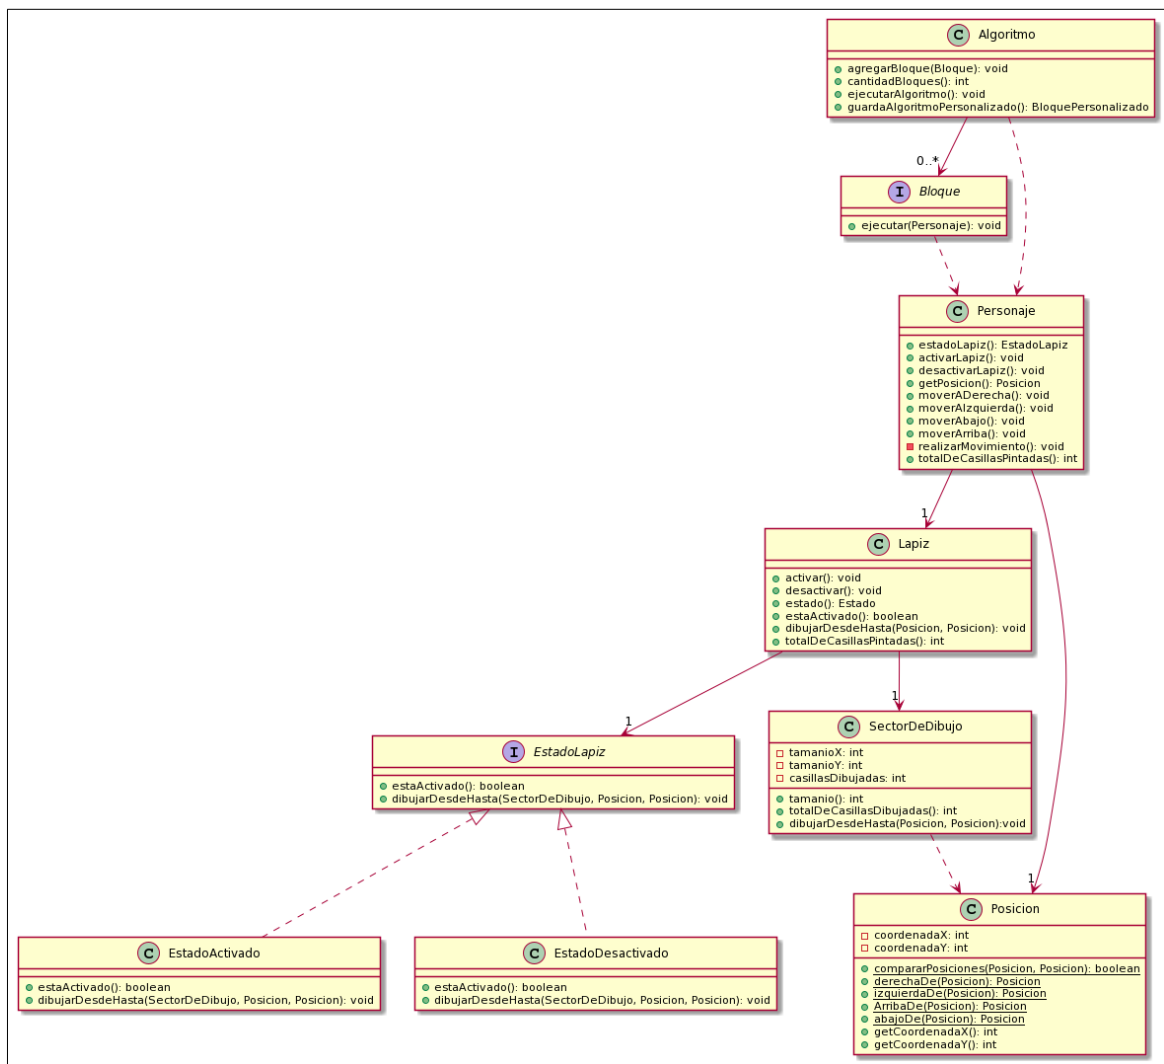 C Algoritmo
agregarBloque(Bloque): void
cantidadBloques(): int
ejecutarAlgoritmo(): void
guardaAlgoritmoPersonalizado(): BloquePersonalizado
0..*
I Bloque
ejecutar(Personaje): void
C Personaje
estadoLapiz(): EstadoLapiz
activarLapiz(): void
desactivarLapiz(): void
getPosicion(): Posicion
moverADerecha(): void
moverAIzquierda(): void
moverAbajo(): void
moverArriba(): void
realizarMovimiento(): void
totalDeCasillasPintadas(): int
1
C Lapiz
activar(): void
desactivar(): void
estado(): Estado
estaActivado(): boolean
dibujarDesdeHasta(Posicion, Posicion): void
totalDeCasillasPintadas(): int
1
1
I EstadoLapiz
estaActivado(): boolean
dibujarDesdeHasta(SectorDeDibujo, Posicion, Posicion): void
C SectorDeDibujo
tamanioX: int
tamanioY: int
casillasDibujadas: int
tamanio(): int
totalDeCasillasDibujadas(): int
dibujarDesdeHasta(Posicion, Posicion):void
1
C EstadoActivado
estaActivado(): boolean
dibujarDesdeHasta(SectorDeDibujo, Posicion, Posicion): void
C EstadoDesactivado
estaActivado(): boolean
dibujarDesdeHasta(SectorDeDibujo, Posicion, Posicion): void
C Posicion
coordenadaX: int
coordenadaY: int
compararPosiciones(Posicion, Posicion): boolean
derechaDe(Posicion): Posicion
izquierdaDe(Posicion): Posicion
ArribaDe(Posicion): Posicion
abajoDe(Posicion): Posicion
getCoordenadaX(): int
getCoordenadaY(): int